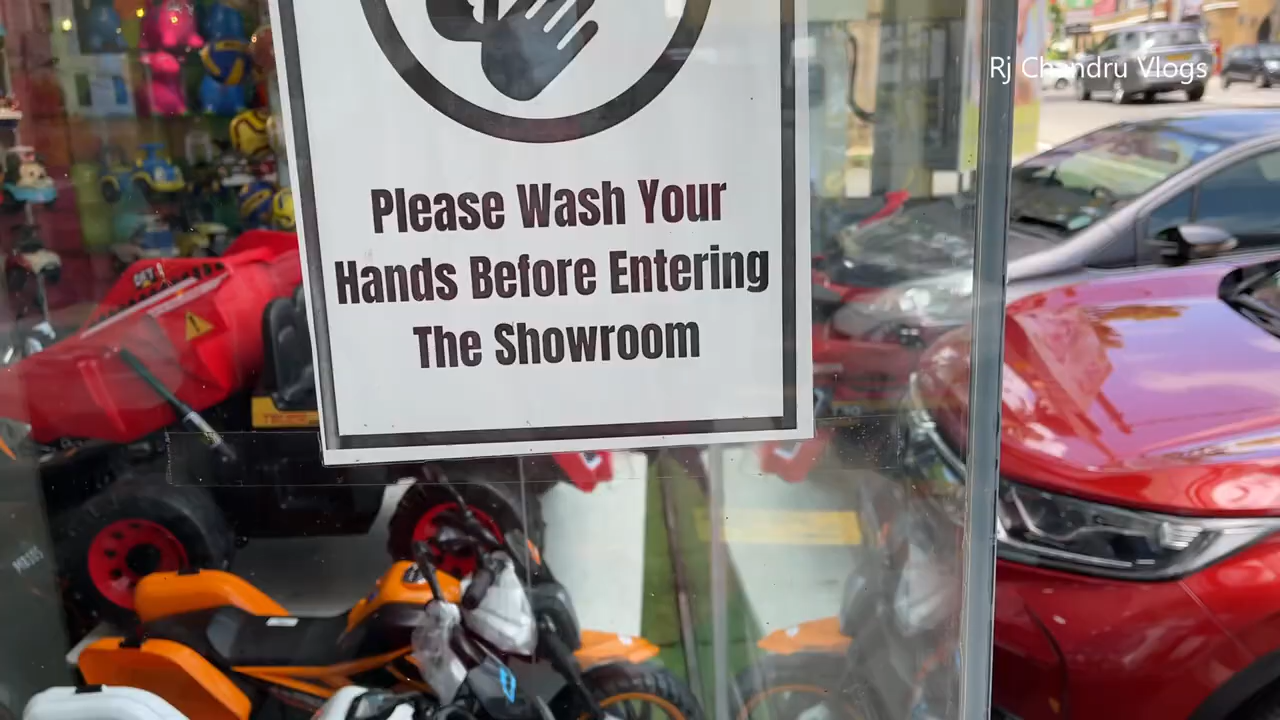 Rj Chandru Vlogs
Please Wash Your
Hands Before Entering
The Showroom